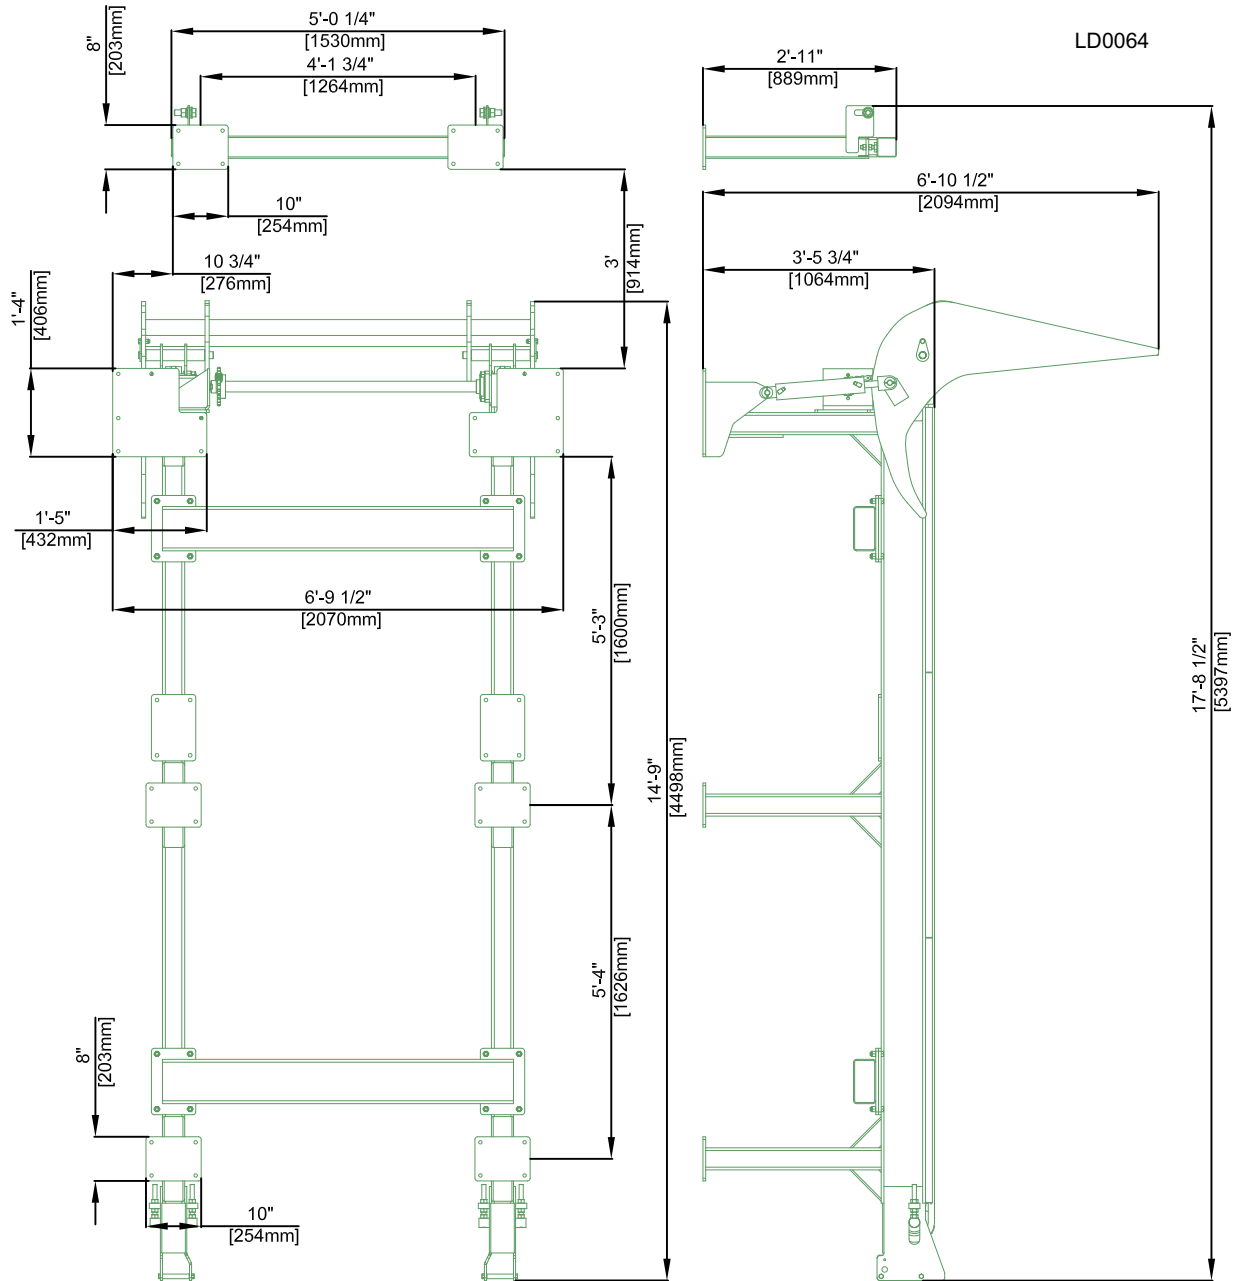 LD0064
5'-0 1/4"
[1530mm]
4'-1 3/4"
[1264mm]
8"
[203mm]
2'-11"
[889mm]
6'-10 1/2"
[2094mm]
10"
[254mm]
3'
[914mm]
10 3/4"
[276mm]
3'-5 3/4"
[1064mm]
1'-4"
[406mm]
1'-5"
[432mm]
6'-9 1/2"
[2070mm]
5'-3"
[1600mm]
17'-8 1/2"
[5397mm]
14'-9"
[4498mm]
5'-4"
[1626mm]
8"
[203mm]
10"
[254mm]